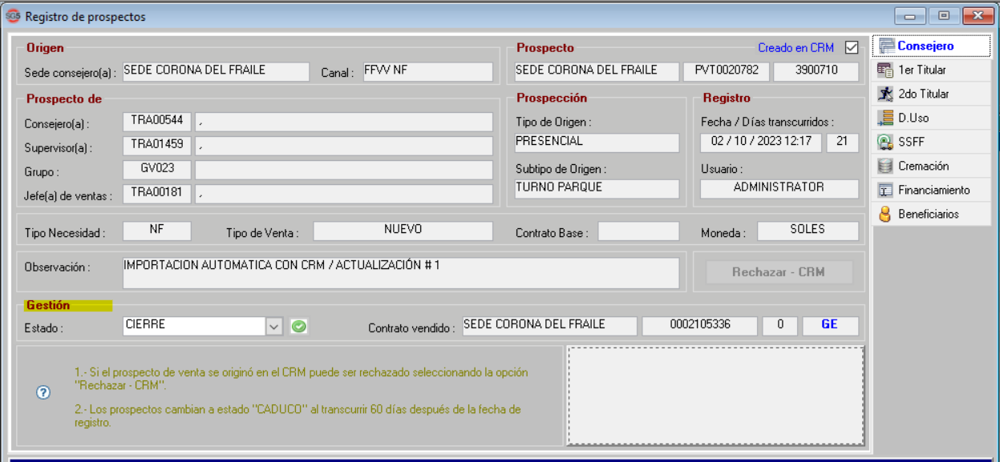 SG5 Registro de prospectos
Origen
Sede consejero(a) : SEDE CORONA DEL FRAILE Canal : FFVV NF
Prospecto Creado en CRM
SEDE CORONA DEL FRAILE PVT0020782 3900710
Prospecto de
Consejero(a) : TRA00544 ,
Supervisor(a) : TRA01459 ,
Grupo : GV023
Jefe(a) de ventas : TRA00181 ,
Prospección
Tipo de Origen :
PRESENCIAL
Subtipo de Origen :
TURNO PARQUE
Registro
Fecha / Días transcurridos :
02 / 10 / 2023 12:17 21
Usuario :
ADMINISTRATOR
Tipo Necesidad : NF Tipo de Venta : NUEVO Contrato Base : Moneda : SOLES
Observación : IMPORTACION AUTOMATICA CON CRM / ACTUALIZACIÓN # 1
Rechazar - CRM
Gestión
Estado : CIERRE Contrato vendido : SEDE CORONA DEL FRAILE 0002105336 0 GE
1.- Si el prospecto de venta se originó en el CRM puede ser rechazado seleccionando la opción
"Rechazar - CRM".
2.- Los prospectos cambian a estado "CADUCO" al transcurrir 60 días después de la fecha de
registro.
Consejero
1er Titular
2do Titular
D.Uso
SSFF
Cremación
Financiamiento
Beneficiarios